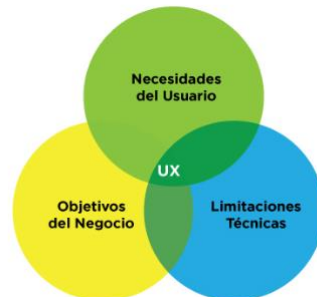 Necesidades
del Usuario
UX
Objetivos
del Negocio
Limitaciones
Técnicas